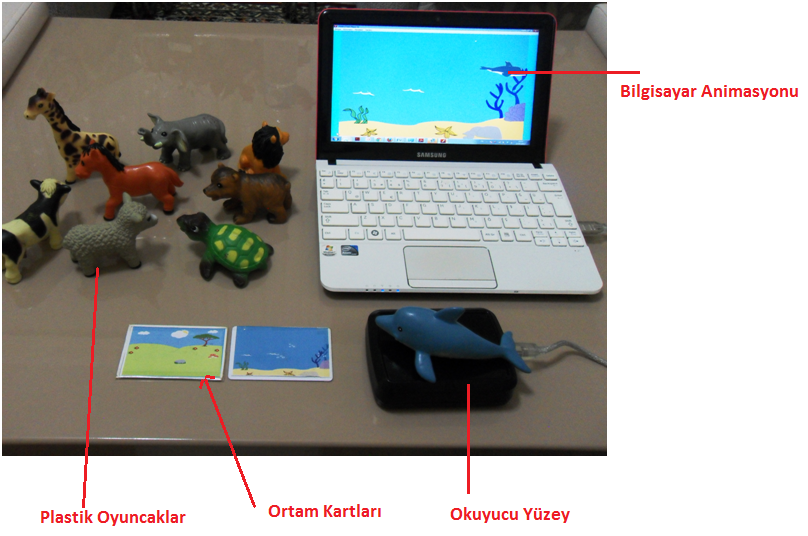 Bilgisayar Animasyonu
SAMSUNG
Plastik Oyuncaklar
Ortam Kartları
Okuyucu Yüzey